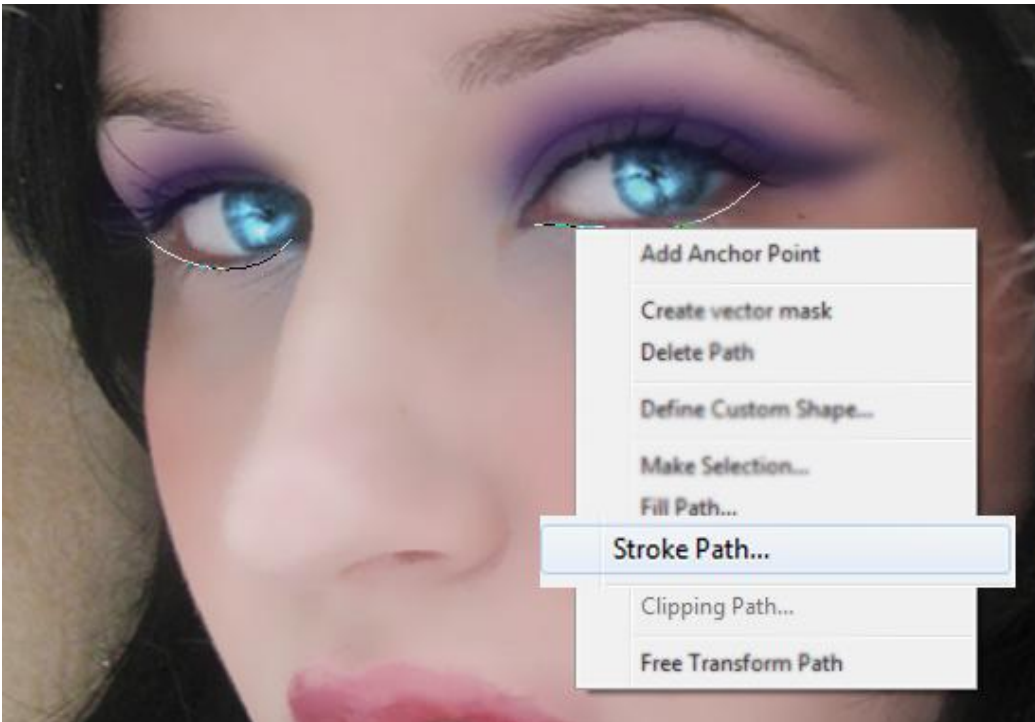 Add Anchor Point
Create vector mask
Delete Path
Define Custom Shape...
Make Selection...
Fill Path...
Stroke Path...
Clipping Path...
Free Transform Path